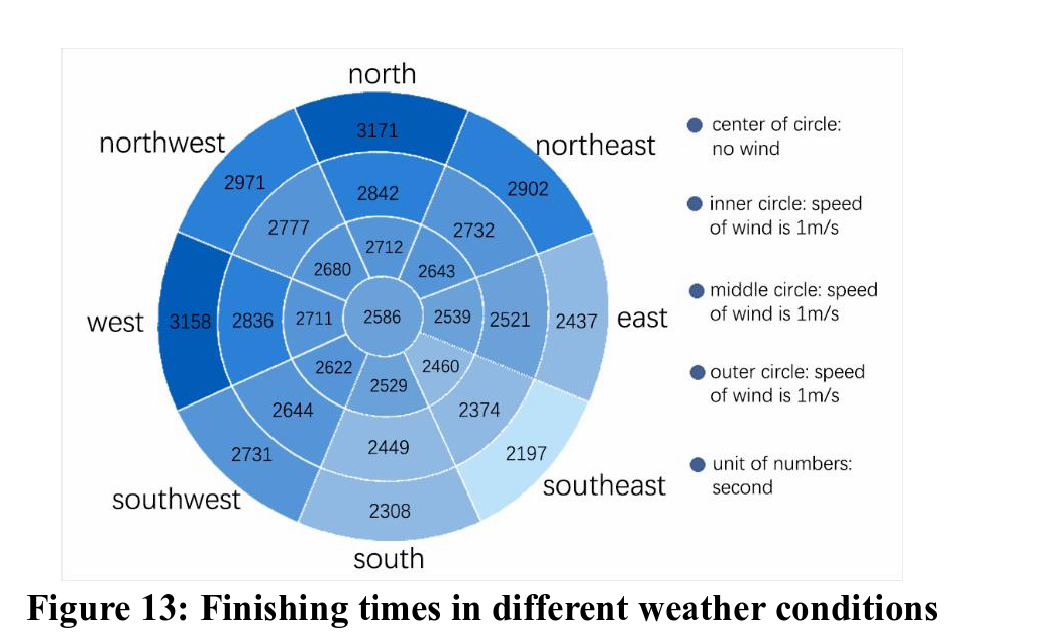 north
northwest
northeast
3171
2971
2902
2842
2777
2732
2712
2680
2643
west
3158
2836
2711
2586
2539
2521
2437
east
2622
2460
2529
2644
2374
2449
2731
2197
southwest
southeast
2308
south
center of circle:
no wind
inner circle: speed
of wind is 1m/s
middle circle: speed
of wind is 1m/s
outer circle: speed
of wind is 1m/s
unit of numbers:
second
Figure 13: Finishing times in different weather conditions